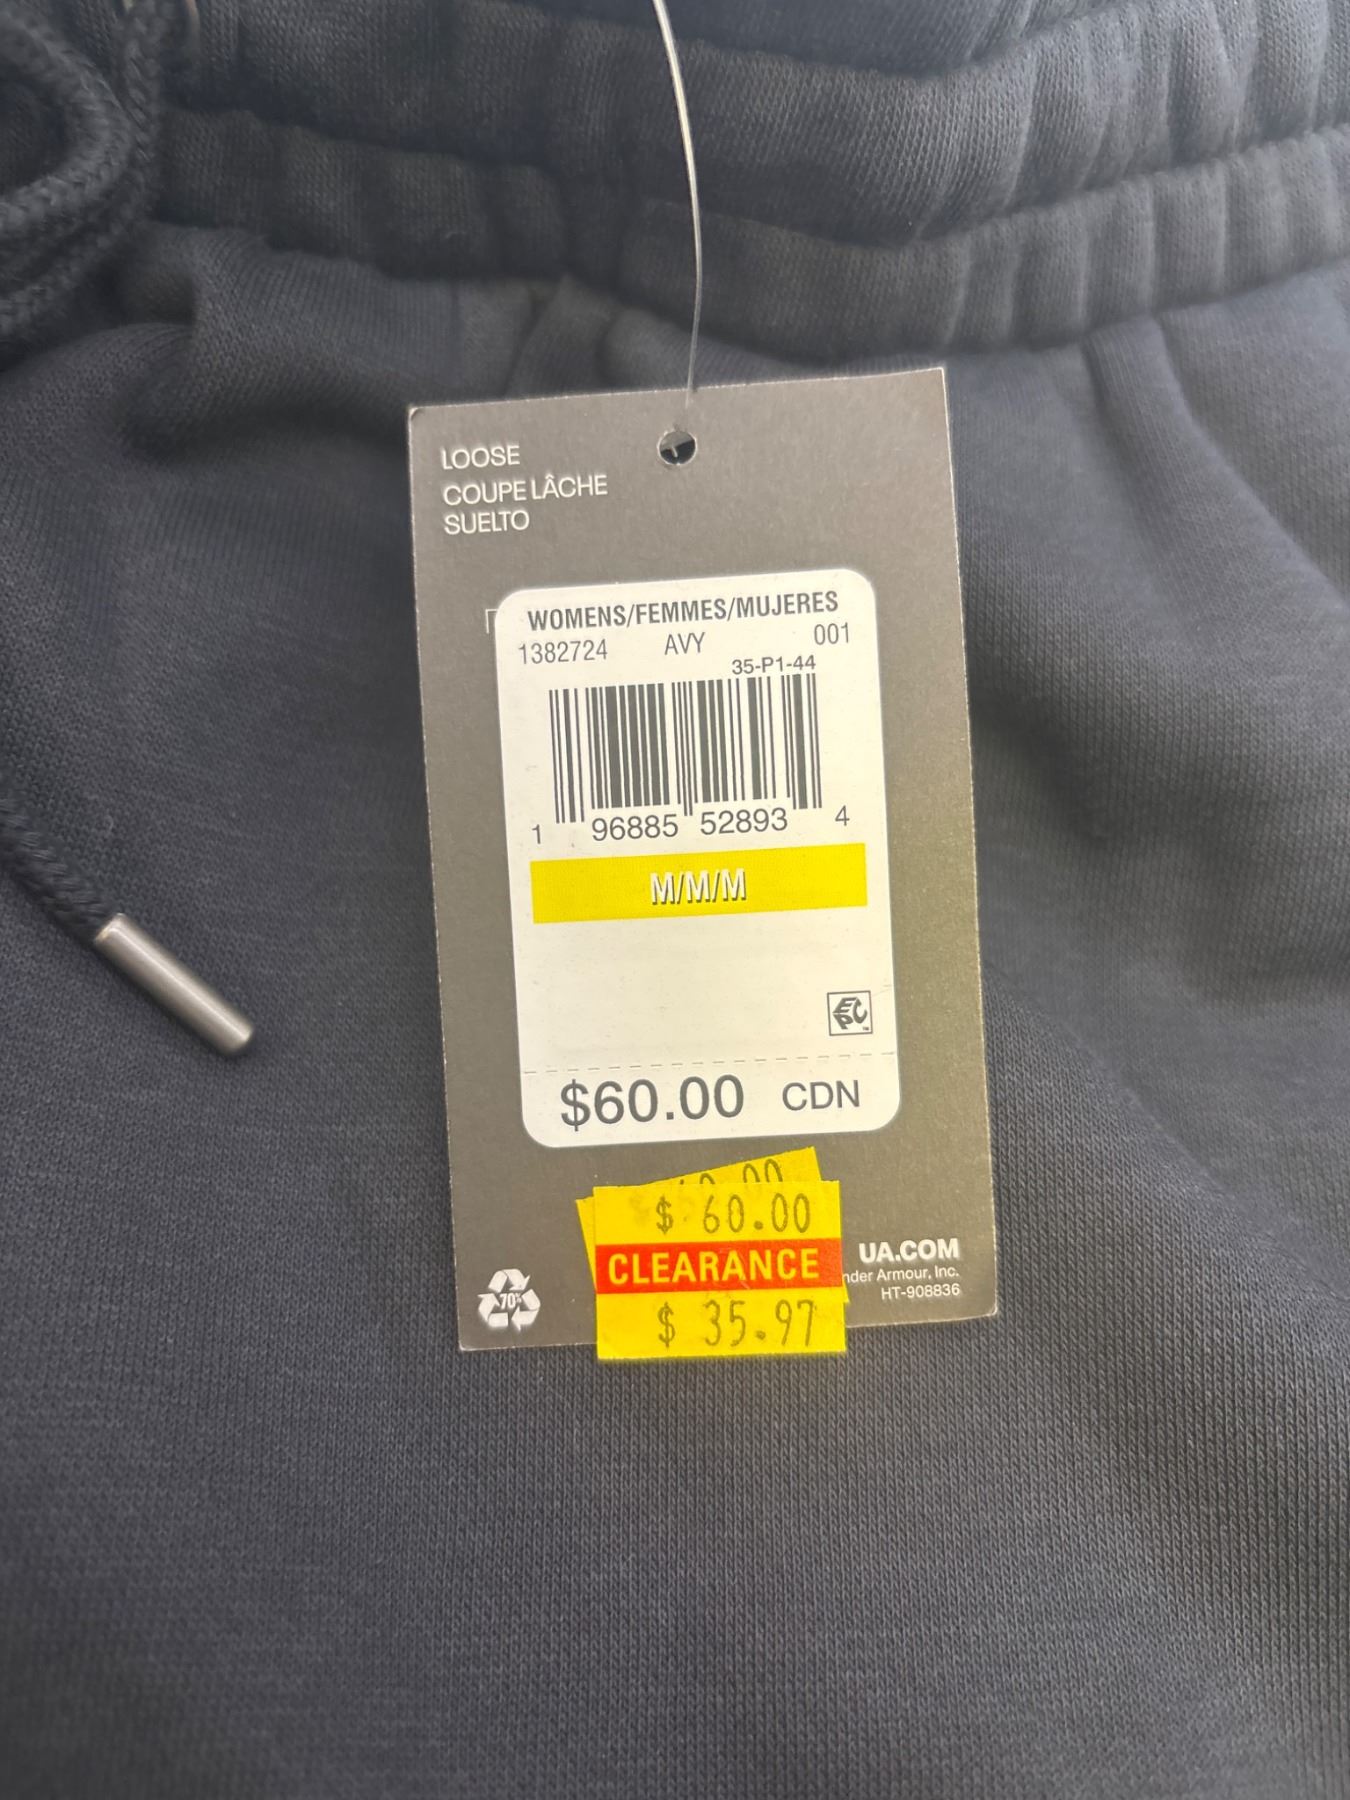 LOOSE
COUPE LÂCHE
SUELTO
WOMENS/FEMMES/MUJERES
1382724 AVY 001
35-P1-44
1 96885 52893 4
M/M/M
EPC
$60.00 CDN
$ 60.00
CLEARANCE
$ 35.97
70%
UA.COM
Armour, Inc.
HT-908836